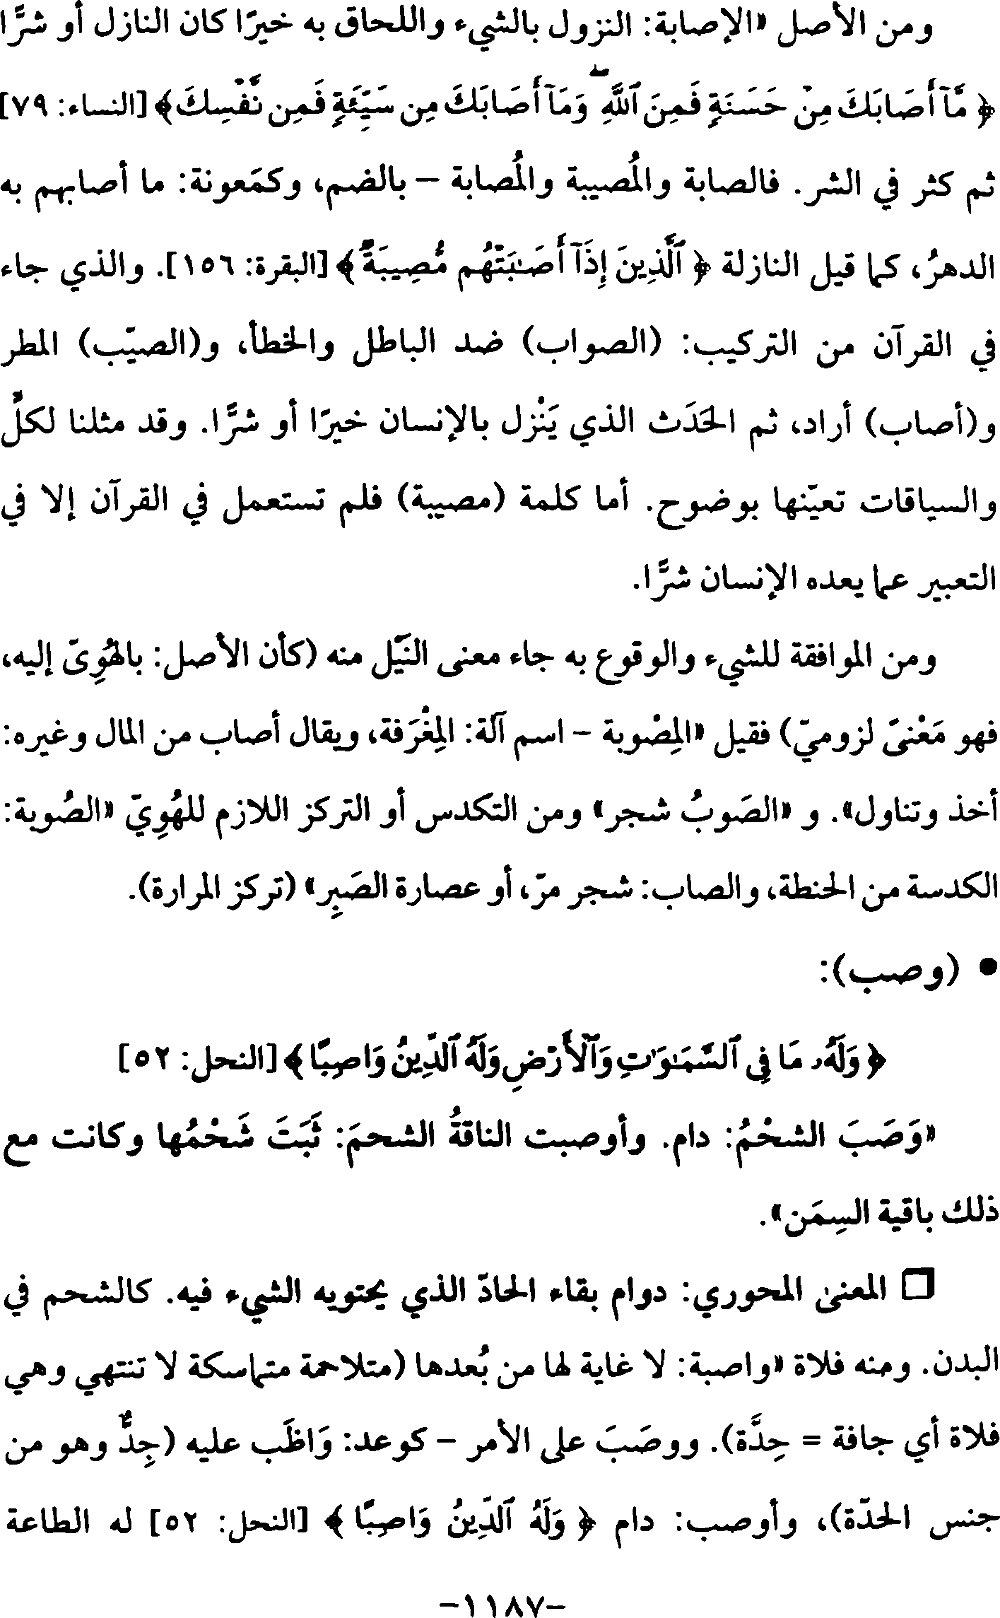 ومن الأصل «الإصابة: النزول بالشيء واللحاق به خيرًا كان النازل أو شرًّا
﴿ مَّآ أَصَابَكَ مِنْ حَسَنَةٍ فَمِنَ ٱللَّهِ ۖ وَمَآ أَصَابَكَ مِن سَيِّئَةٍ فَمِن نَّفْسِكَ ﴾ [النساء: ٧٩]
ثم كثر في الشر. فالصابة والمُصيبة والمُصابة – بالضم، وكمَعونة: ما أصابهم به
الدهرُ، كما قيل النازلة ﴿ ٱلَّذِينَ إِذَآ أَصَـٰبَتْهُم مُّصِيبَةٌ ﴾ [البقرة: ١٥٦]. والذي جاء
في القرآن من التركيب: (الصواب) ضد الباطل والخطأ، و(الصيّب) المطر
و(أصاب) أراد، ثم الحَدَث الذي يَنْزل بالإنسان خيرًا أو شرًّا. وقد مثلنا لكلٍّ
والسياقات تعيّنها بوضوح. أما كلمة (مصيبة) فلم تستعمل في القرآن إلا في
التعبير عما يعده الإنسان شرًّا.
ومن الموافقة للشيء والوقوع به جاء معنى النَيْل منه (كأن الأصل: بالهُوِىّ إليه،
فهو مَعْنىً لزوميّ) فقيل «المِصْوبة – اسم آلة: المِغْرَفة، ويقال أصاب من المال وغيره:
أخذ وتناول». و «الصَوبُ شجر» ومن التكدس أو التركز اللازم للهُوِيّ «الصُوبة:
الكدسة من الحنطة، والصاب: شجر مرّ، أو عصارة الصَبِر» (تركز المرارة).
• (وصب):
﴿ وَلَهُۥ مَا فِى ٱلسَّمَـٰوَٰتِ وَٱلْأَرْضِ وَلَهُ ٱلدِّينُ وَاصِبًا ﴾ [النحل: ٥٢]
«وَصَبَ الشحْمُ: دام. وأوصبت الناقةُ الشحمَ: ثَبَتَ شَحْمُها وكانت مع
ذلك باقية السِمَن».
❑ المعنى المحوري: دوام بقاء الحادّ الذي يحتويه الشيء فيه. كالشحم في
البدن. ومنه فلاة «واصبة: لا غاية لها من بُعدها (متلاحمة متماسكة لا تنتهي وهي
فلاة أي جافة = حِدَّة). ووصَبَ على الأمر – كوعد: وَاظَب عليه (جِدٌّ وهو من
جنس الحدّة)، وأوصب: دام ﴿ وَلَهُ ٱلدِّينُ وَاصِبًا ﴾ [النحل: ٥٢] له الطاعة
-١١٨٧-